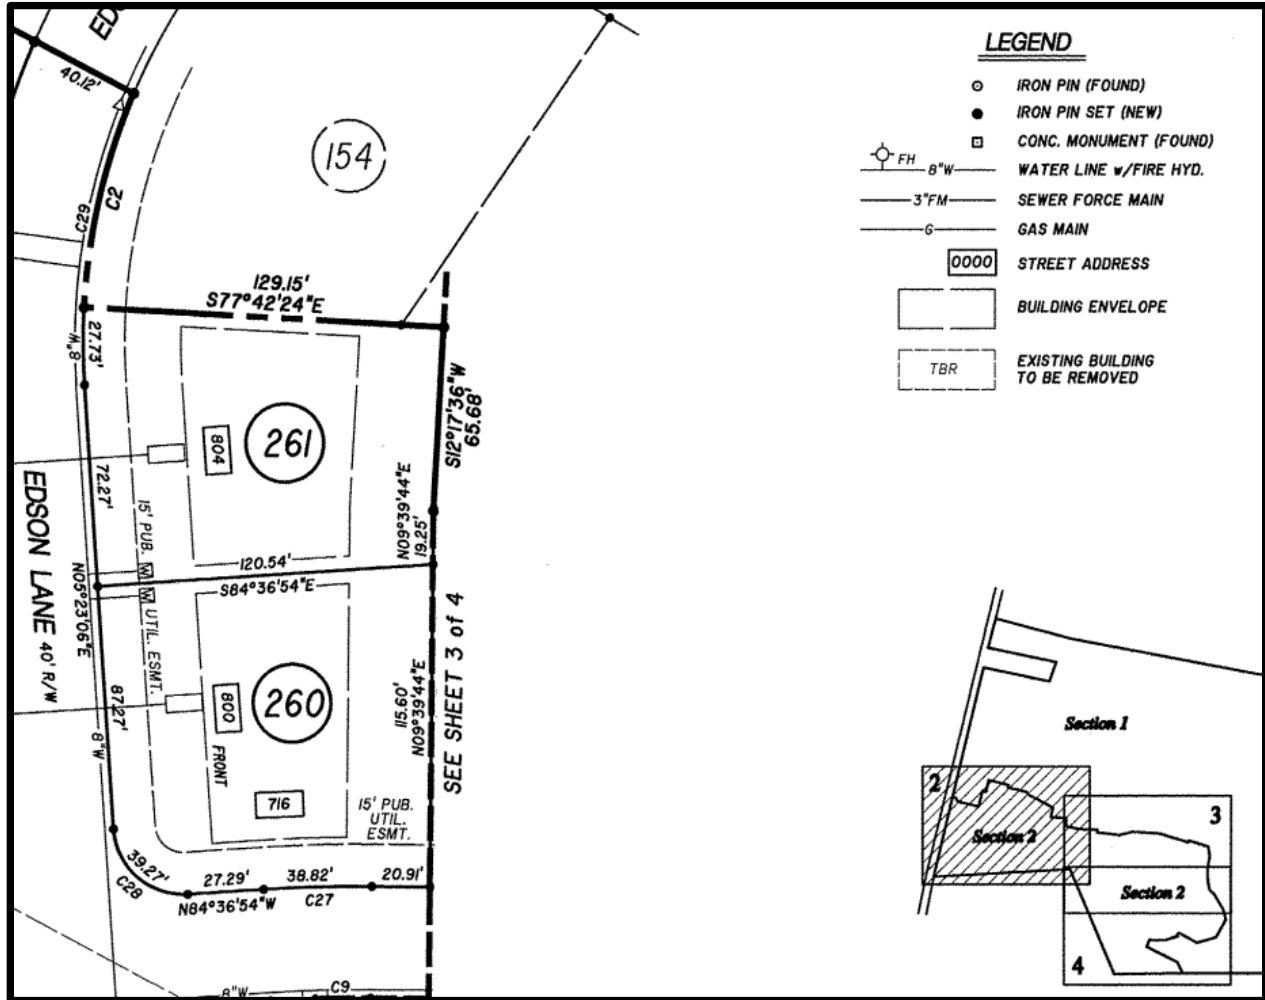 40.12'
C2
C29
154
129.15'
S77°42'24"E
27.73'
8"W
261
804
S12°17'36"W
65.68'
72.27'
15' PUB.
W
W
UTIL. ESMT.
N09°39'44"E
19.25'
120.54'
S84°36'54"E
EDSON LANE 40' R/W
N05°23'06"E
87.27'
8"W
260
800
FRONT
716
115.60'
N09°39'44"E
SEE SHEET 3 of 4
15' PUB.
UTIL.
ESMT.
39.27'
C28
27.29'
N84°36'54"W
38.82'
C27
20.91'
8"W
C9
LEGEND
IRON PIN (FOUND)
IRON PIN SET (NEW)
CONC. MONUMENT (FOUND)
FH
8"W
WATER LINE w/FIRE HYD.
3"FM
SEWER FORCE MAIN
G
GAS MAIN
0000
STREET ADDRESS
BUILDING ENVELOPE
TBR
EXISTING BUILDING
TO BE REMOVED
Section 1
2
Section 2
3
Section 2
4